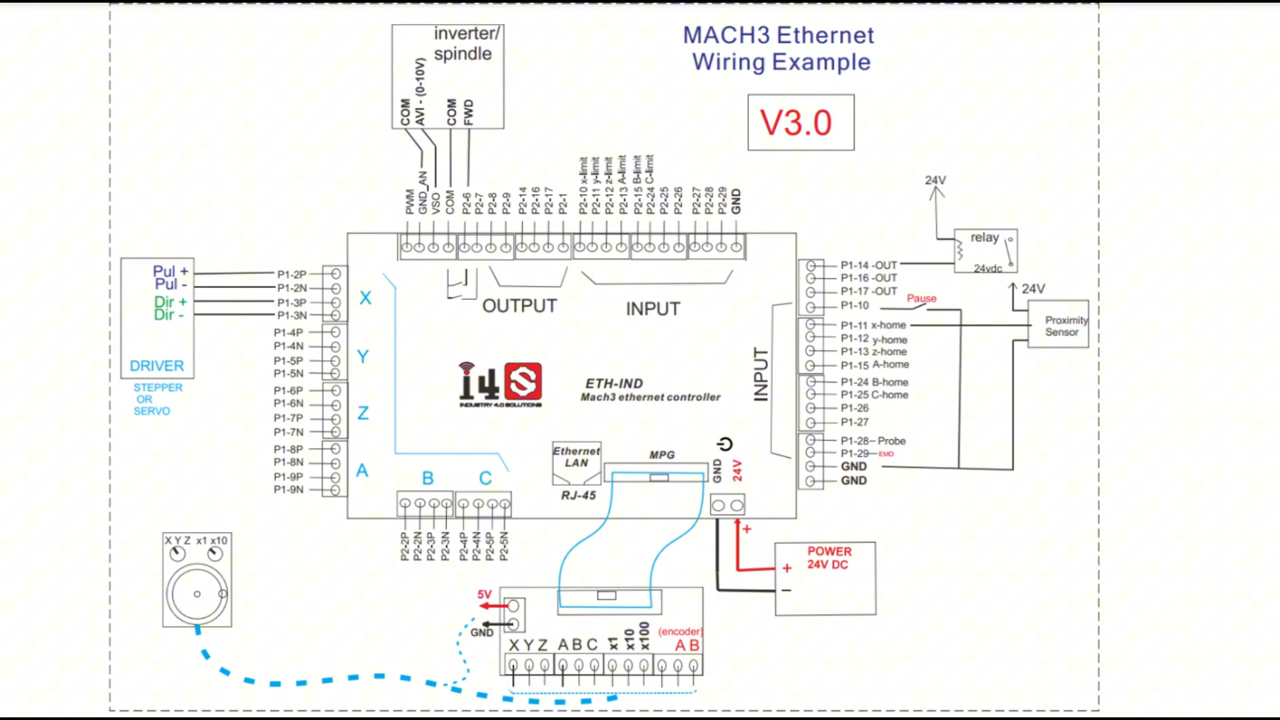 MACH3 Ethernet
Wiring Example
V3.0
inverter/
spindle
COM
AVI - (0-10V)
COM
FWD
PWM
GND_AN
VSO
COM
P2-6
P2-7
P2-8
P2-9
P2-14
P2-16
P2-17
P2-1
P2-10 x-limit
P2-11 y-limit
P2-12 z-limit
P2-13 A-limit
P2-15 B-limit
P2-24 C-limit
P2-25
P2-26
P2-27
P2-28
P2-29
GND
OUTPUT
INPUT
Pul +
Pul -
Dir +
Dir -
DRIVER
STEPPER
OR
SERVO
P1-2P
P1-2N
P1-3P
P1-3N
P1-4P
P1-4N
P1-5P
P1-5N
P1-6P
P1-6N
P1-7P
P1-7N
P1-8P
P1-8N
P1-9P
P1-9N
X
Y
Z
A
B
C
i4S
INDUSTRY 4.0 SOLUTIONS
ETH-IND
Mach3 ethernet controller
Ethernet
LAN
RJ-45
MPG
GND
24V
INPUT
24V
relay
24vdc
P1-14 -OUT
P1-16 -OUT
P1-17 -OUT
P1-10
Pause
24V
Proximity
Sensor
P1-11 x-home
P1-12 y-home
P1-13 z-home
P1-15 A-home
P1-24 B-home
P1-25 C-home
P1-26
P1-27
P1-28 Probe
P1-29 EMO
GND
GND
P2-2P
P2-2N
P2-3P
P2-3N
P2-4P
P2-4N
P2-5P
P2-5N
+
POWER
24V DC
+
-
X Y Z x1 x10
5V
GND
X Y Z A B C x1 x10 x100
(encoder)
A B